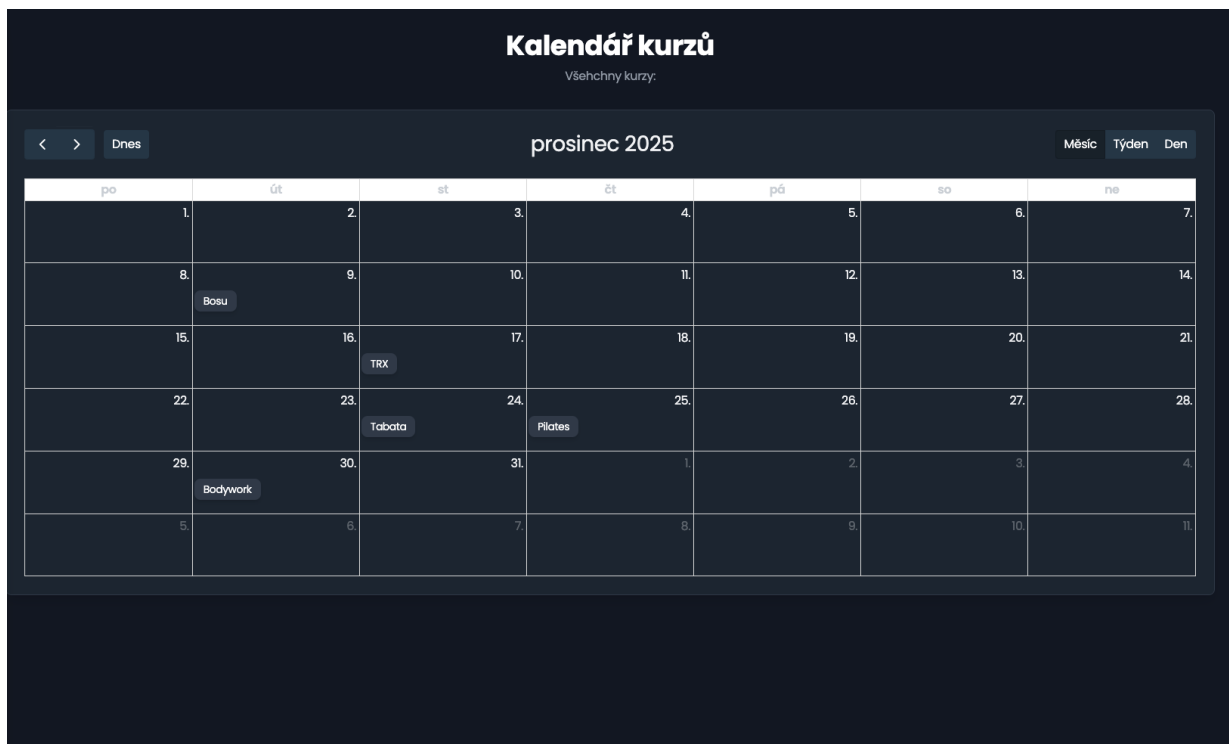 Kalendář kurzů
Všehchny kurzy:
Dnes prosinec 2025 Měsíc Týden Den
po út st čt pá so ne
1. 2. 3. 4. 5. 6. 7.
8. 9. 10. 11. 12. 13. 14.
Bosu
15. 16. 17. 18. 19. 20. 21.
TRX
22. 23. 24. 25. 26. 27. 28.
Tabata Pilates
29. 30. 31. 1. 2. 3. 4.
Bodywork
5. 6. 7. 8. 9. 10. 11.